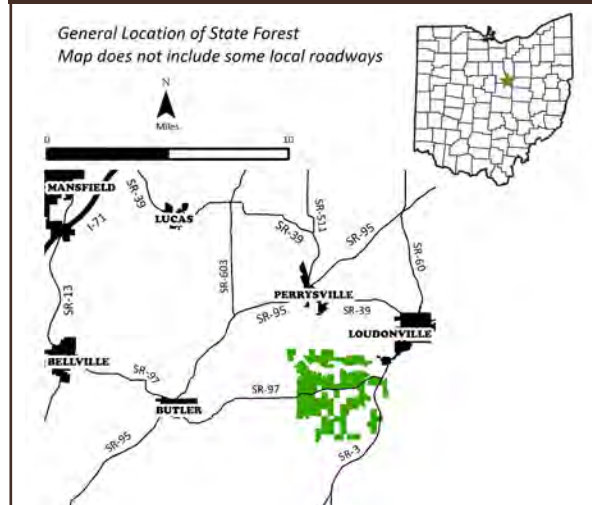 General Location of State Forest
Map does not include some local roadways
N
Miles
0
10
MANSFIELD
SR-39
LUCAS
I-71
SR-13
SR-603
SR-39
SR-511
SR-95
SR-60
PERRYSVILLE
SR-95
SR-39
LOUDONVILLE
BELLVILLE
SR-97
BUTLER
SR-97
SR-95
SR-3